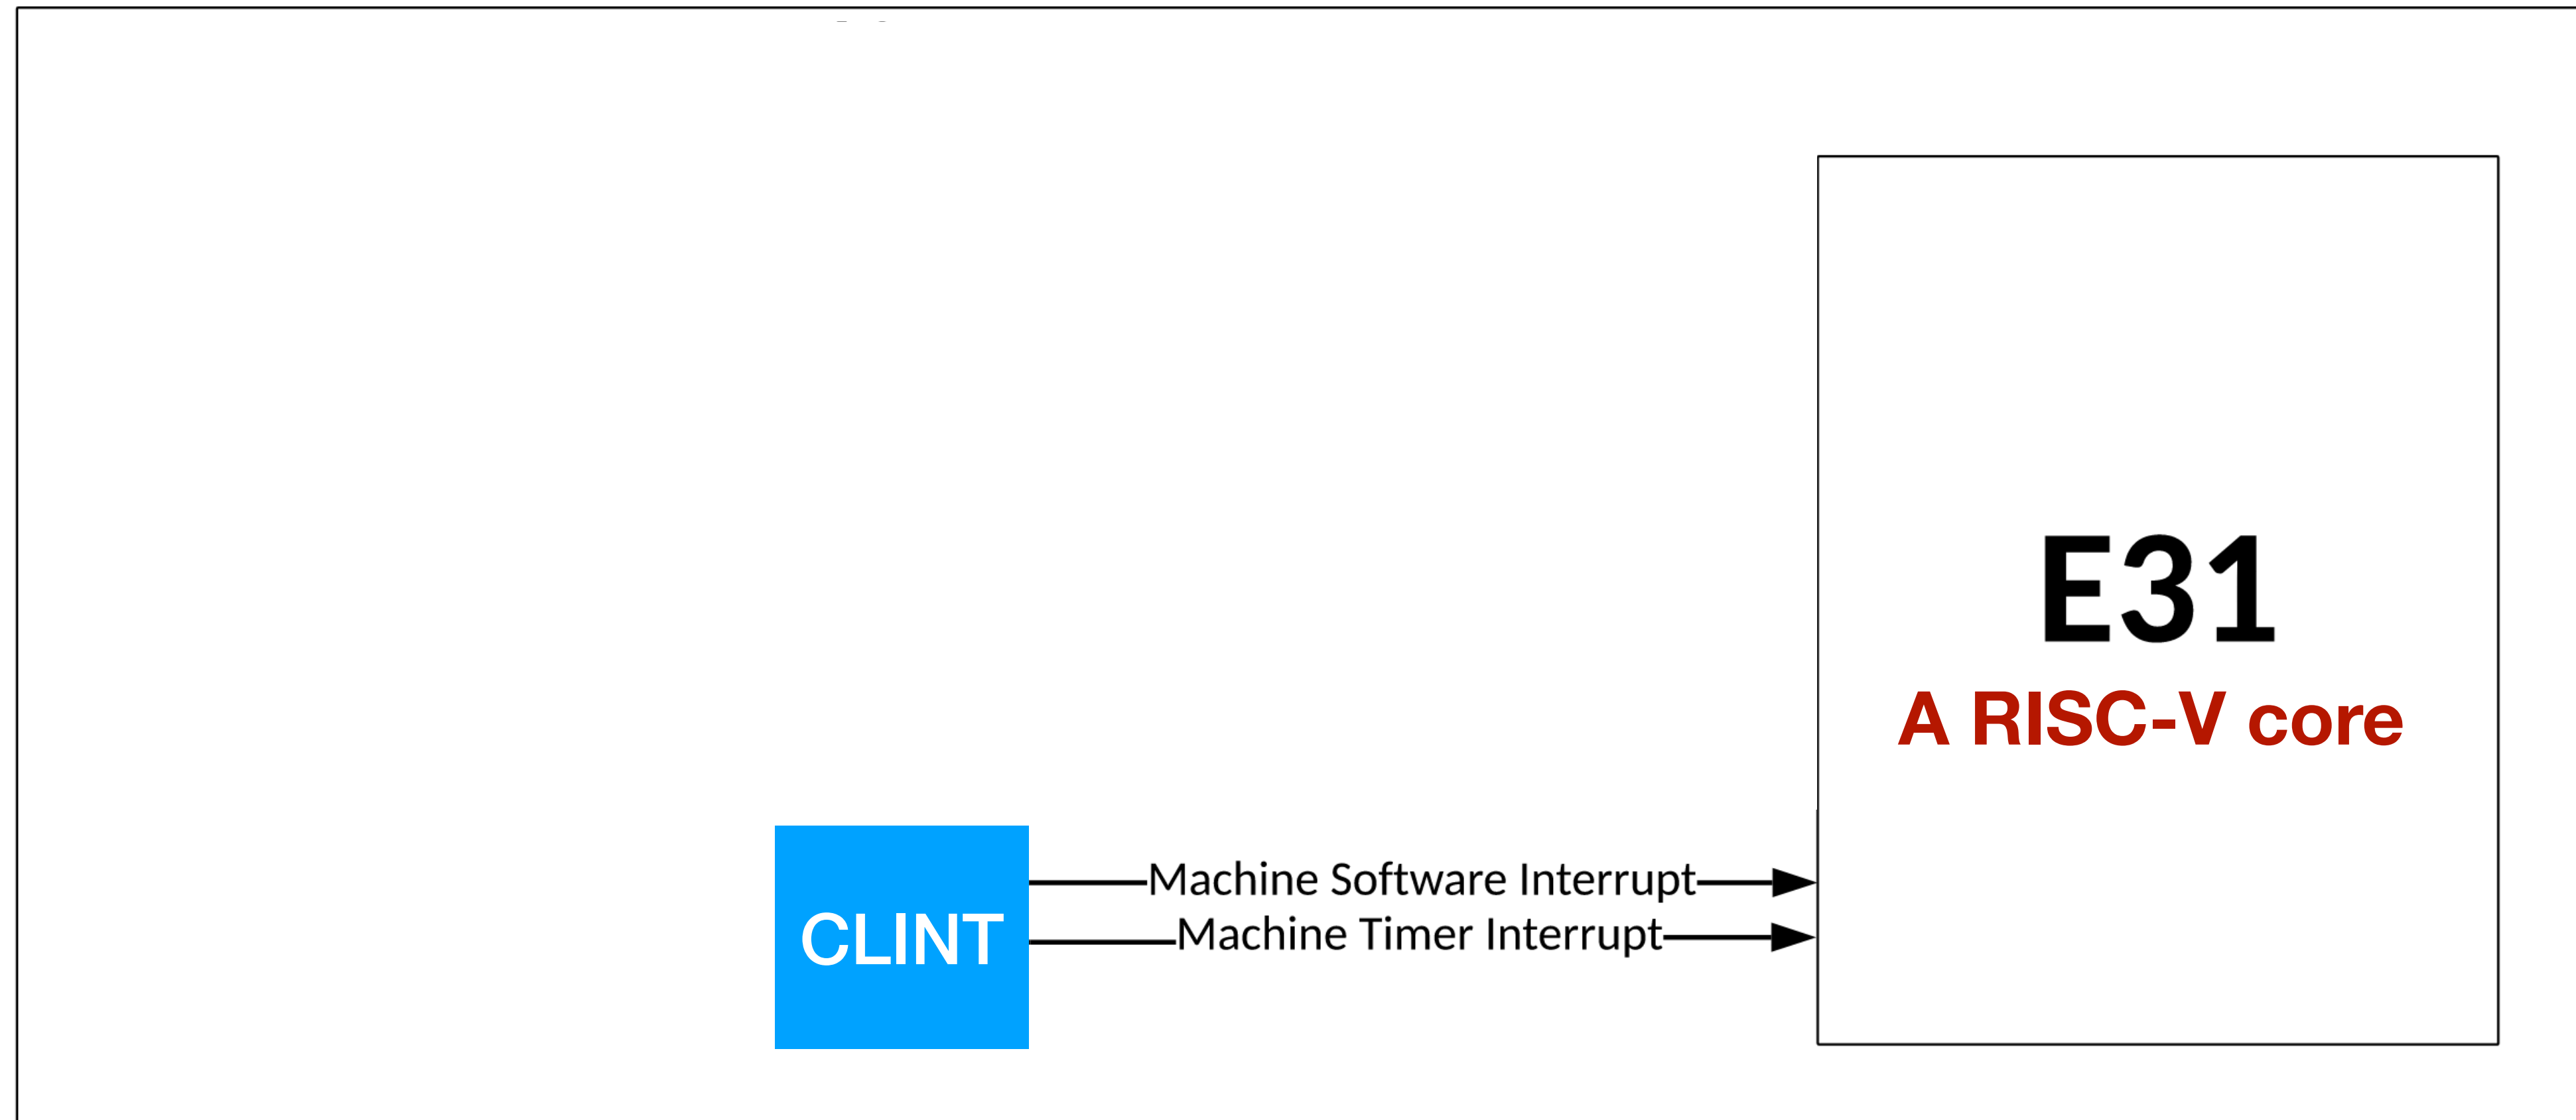 E31
A RISC-V core
CLINT
Machine Software Interrupt
Machine Timer Interrupt